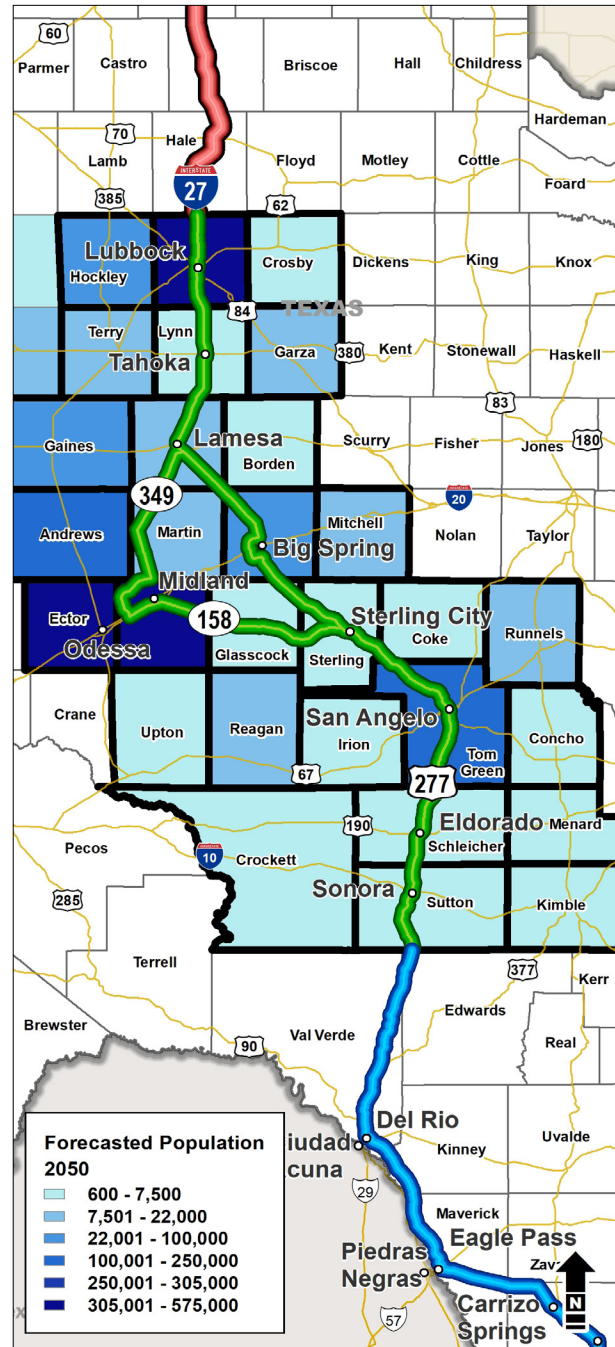 60
Parmer
Castro
Briscoe
Hall
Childress
Hardeman
70
Hale
Lamb
Floyd
Motley
Cottle
Foard
385
INTERSTATE
27
62
Lubbock
Hockley
Crosby
Dickens
King
Knox
84
TEXAS
Terry
Lynn
Garza
380
Kent
Stonewall
Haskell
Tahoka
83
Gaines
Lamesa
Borden
Scurry
Fisher
Jones
180
349
20
Andrews
Martin
Mitchell
Big Spring
Nolan
Taylor
Midland
Ector
158
Odessa
Glasscock
Sterling City
Sterling
Coke
Runnels
Crane
Upton
Reagan
San Angelo
Irion
Tom
Green
Concho
67
277
190
Eldorado
Menard
Schleicher
Pecos
10
Crockett
Sonora
Sutton
Kimble
285
Terrell
377
Kerr
Edwards
Brewster
Val Verde
Real
90
Del Rio
iudad
cuna
Kinney
Uvalde
29
Maverick
Eagle Pass
Piedras
Negras
Zava
N
Carrizo
Springs
57
Forecasted Population
2050
600 - 7,500
7,501 - 22,000
22,001 - 100,000
100,001 - 250,000
250,001 - 305,000
305,001 - 575,000